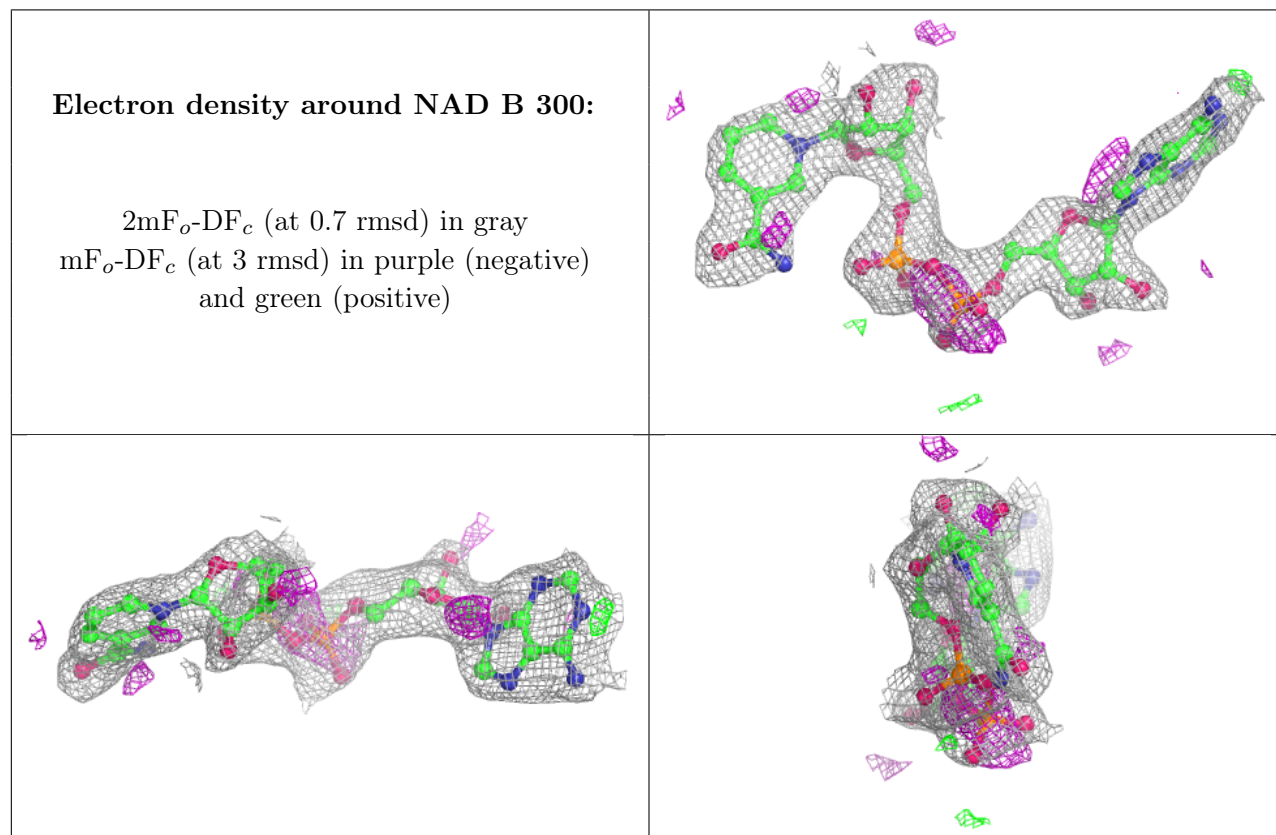 Electron density around NAD B 300:
2mFo-DFc (at 0.7 rmsd) in gray
mFo-DFc (at 3 rmsd) in purple (negative)
and green (positive)